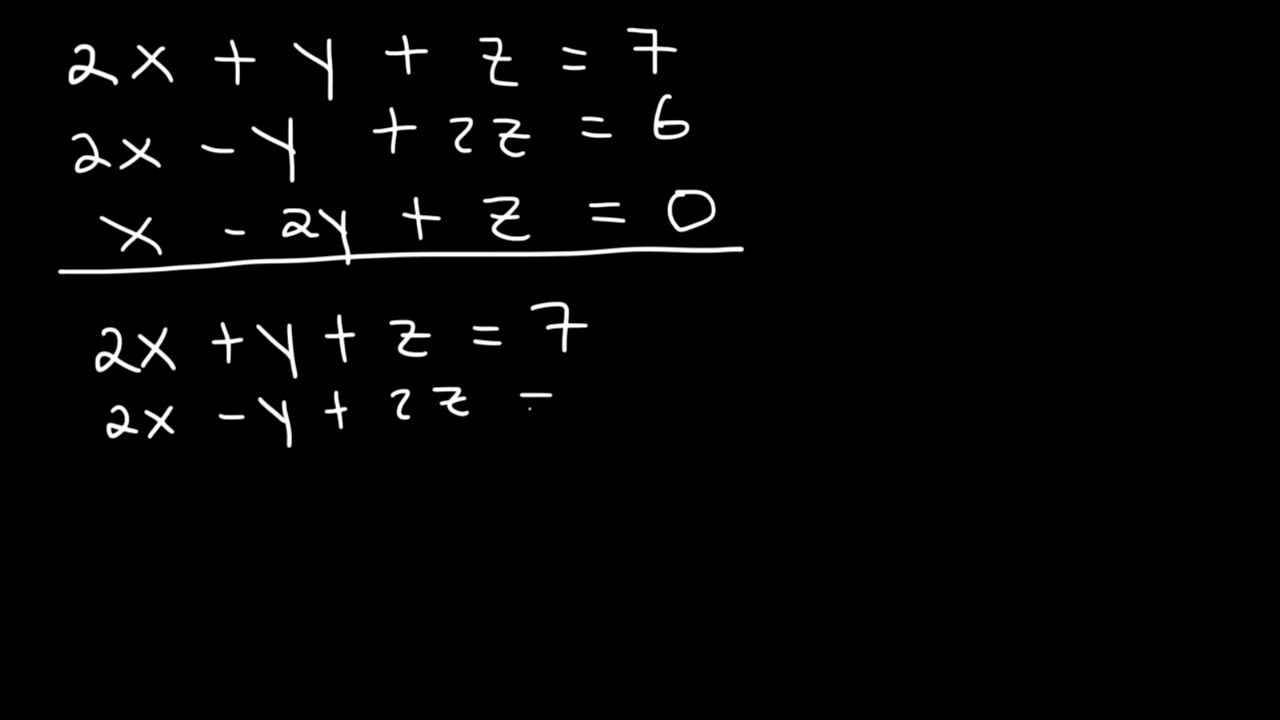 2x + y + z = 7
2x - y + 2z = 6
x - 2y + z = 0
2x + y + z = 7
2x - y + 2z =